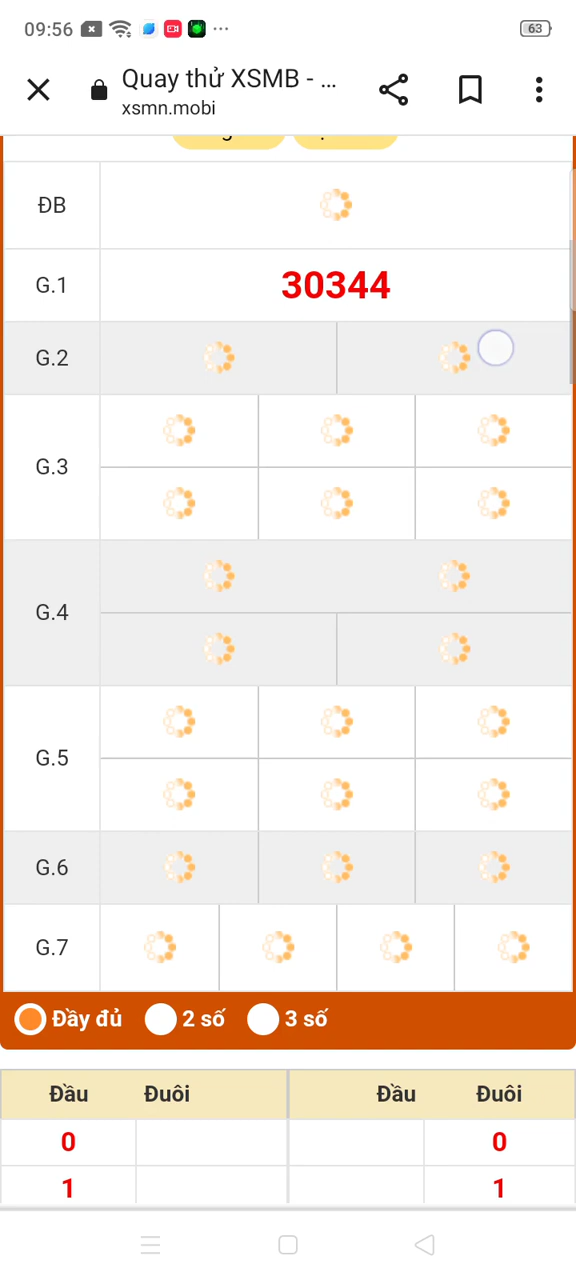 09:56
63
Quay thử XSMB - ...
xsmn.mobi
ĐB
G.1 30344
G.2
G.3
G.4
G.5
G.6
G.7
Đầy đủ 2 số 3 số
Đầu Đuôi Đầu Đuôi
0 0
1 1